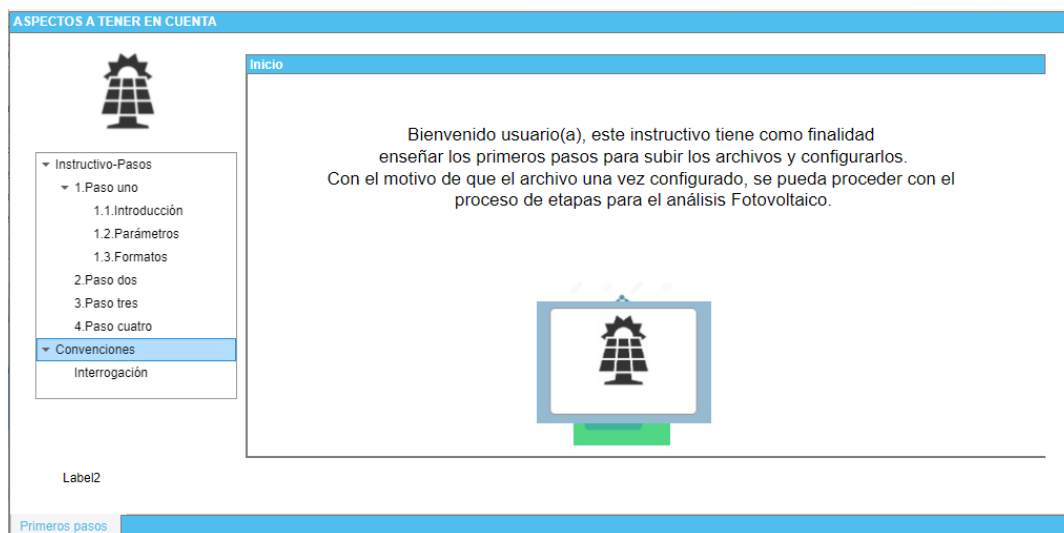 ASPECTOS A TENER EN CUENTA
Inicio
Instructivo-Pasos
1.Paso uno
1.1.Introducción
1.2.Parámetros
1.3.Formatos
2.Paso dos
3.Paso tres
4.Paso cuatro
Convenciones
Interrogación
Bienvenido usuario(a), este instructivo tiene como finalidad
enseñar los primeros pasos para subir los archivos y configurarlos.
Con el motivo de que el archivo una vez configurado, se pueda proceder con el
proceso de etapas para el análisis Fotovoltaico.
Label2
Primeros pasos